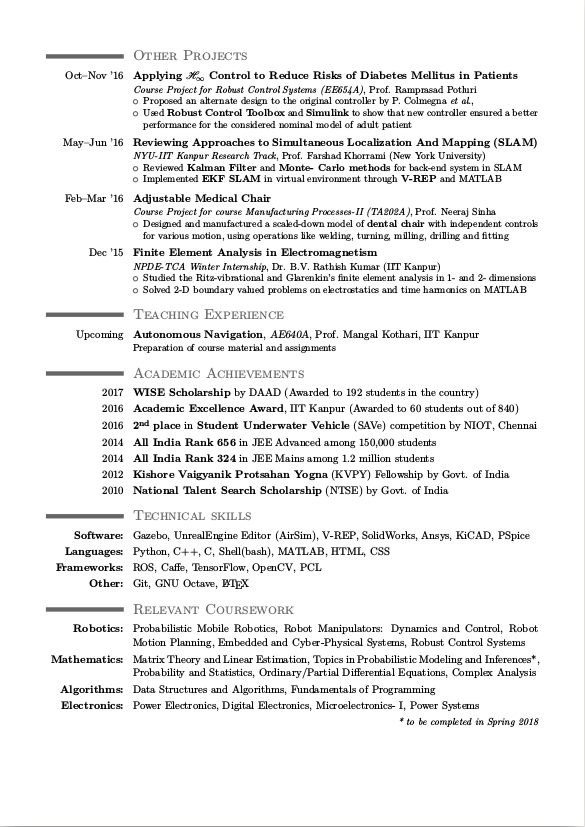 Other Projects
Oct–Nov '16 Applying ℋ∞ Control to Reduce Risks of Diabetes Mellitus in Patients
Course Project for Robust Control Systems (EE654A), Prof. Ramprasad Potluri
○ Proposed an alternate design to the original controller by P. Colmegna et al.,
○ Used Robust Control Toolbox and Simulink to show that new controller ensured a better
performance for the considered nominal model of adult patient
May–Jun '16 Reviewing Approaches to Simultaneous Localization And Mapping (SLAM)
NYU-IIT Kanpur Research Track, Prof. Farshad Khorrami (New York University)
○ Reviewed Kalman Filter and Monte- Carlo methods for back-end system in SLAM
○ Implemented EKF SLAM in virtual environment through V-REP and MATLAB
Feb–Mar '16 Adjustable Medical Chair
Course Project for course Manufacturing Processes-II (TA202A), Prof. Neeraj Sinha
○ Designed and manufactured a scaled-down model of dental chair with independent controls
for various motion, using operations like welding, turning, milling, drilling and fitting
Dec '15 Finite Element Analysis in Electromagnetism
NPDE-TCA Winter Internship, Dr. B.V. Rathish Kumar (IIT Kanpur)
○ Studied the Ritz-vibrational and Glarenkin's finite element analysis in 1- and 2- dimensions
○ Solved 2-D boundary valued problems on electrostatics and time harmonics on MATLAB
Teaching Experience
Upcoming Autonomous Navigation, AE640A, Prof. Mangal Kothari, IIT Kanpur
Preparation of course material and assignments
Academic Achievements
2017 WISE Scholarship by DAAD (Awarded to 192 students in the country)
2016 Academic Excellence Award, IIT Kanpur (Awarded to 60 students out of 840)
2016 2nd place in Student Underwater Vehicle (SAVe) competition by NIOT, Chennai
2014 All India Rank 656 in JEE Advanced among 150,000 students
2014 All India Rank 324 in JEE Mains among 1.2 million students
2012 Kishore Vaigyanik Protsahan Yogna (KVPY) Fellowship by Govt. of India
2010 National Talent Search Scholarship (NTSE) by Govt. of India
Technical skills
Software: Gazebo, UnrealEngine Editor (AirSim), V-REP, SolidWorks, Ansys, KiCAD, PSpice
Languages: Python, C++, C, Shell(bash), MATLAB, HTML, CSS
Frameworks: ROS, Caffe, TensorFlow, OpenCV, PCL
Other: Git, GNU Octave, LATEX
Relevant Coursework
Robotics: Probabilistic Mobile Robotics, Robot Manipulators: Dynamics and Control, Robot
Motion Planning, Embedded and Cyber-Physical Systems, Robust Control Systems
Mathematics: Matrix Theory and Linear Estimation, Topics in Probabilistic Modeling and Inferences*,
Probability and Statistics, Ordinary/Partial Differential Equations, Complex Analysis
Algorithms: Data Structures and Algorithms, Fundamentals of Programming
Electronics: Power Electronics, Digital Electronics, Microelectronics- I, Power Systems
* to be completed in Spring 2018